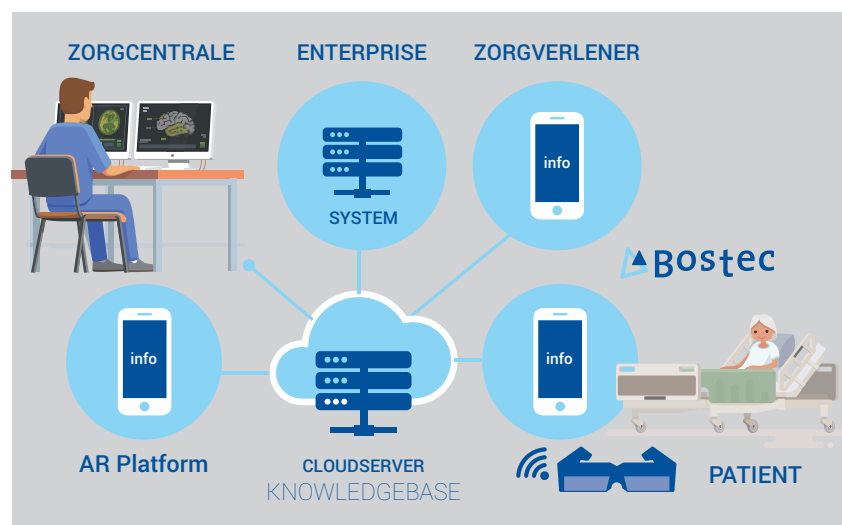 ZORGCENTRALE
ENTERPRISE
ZORGVERLENER
info
SYSTEM
Bostec
info
info
AR Platform
CLOUDSERVER
KNOWLEDGEBASE
PATIENT